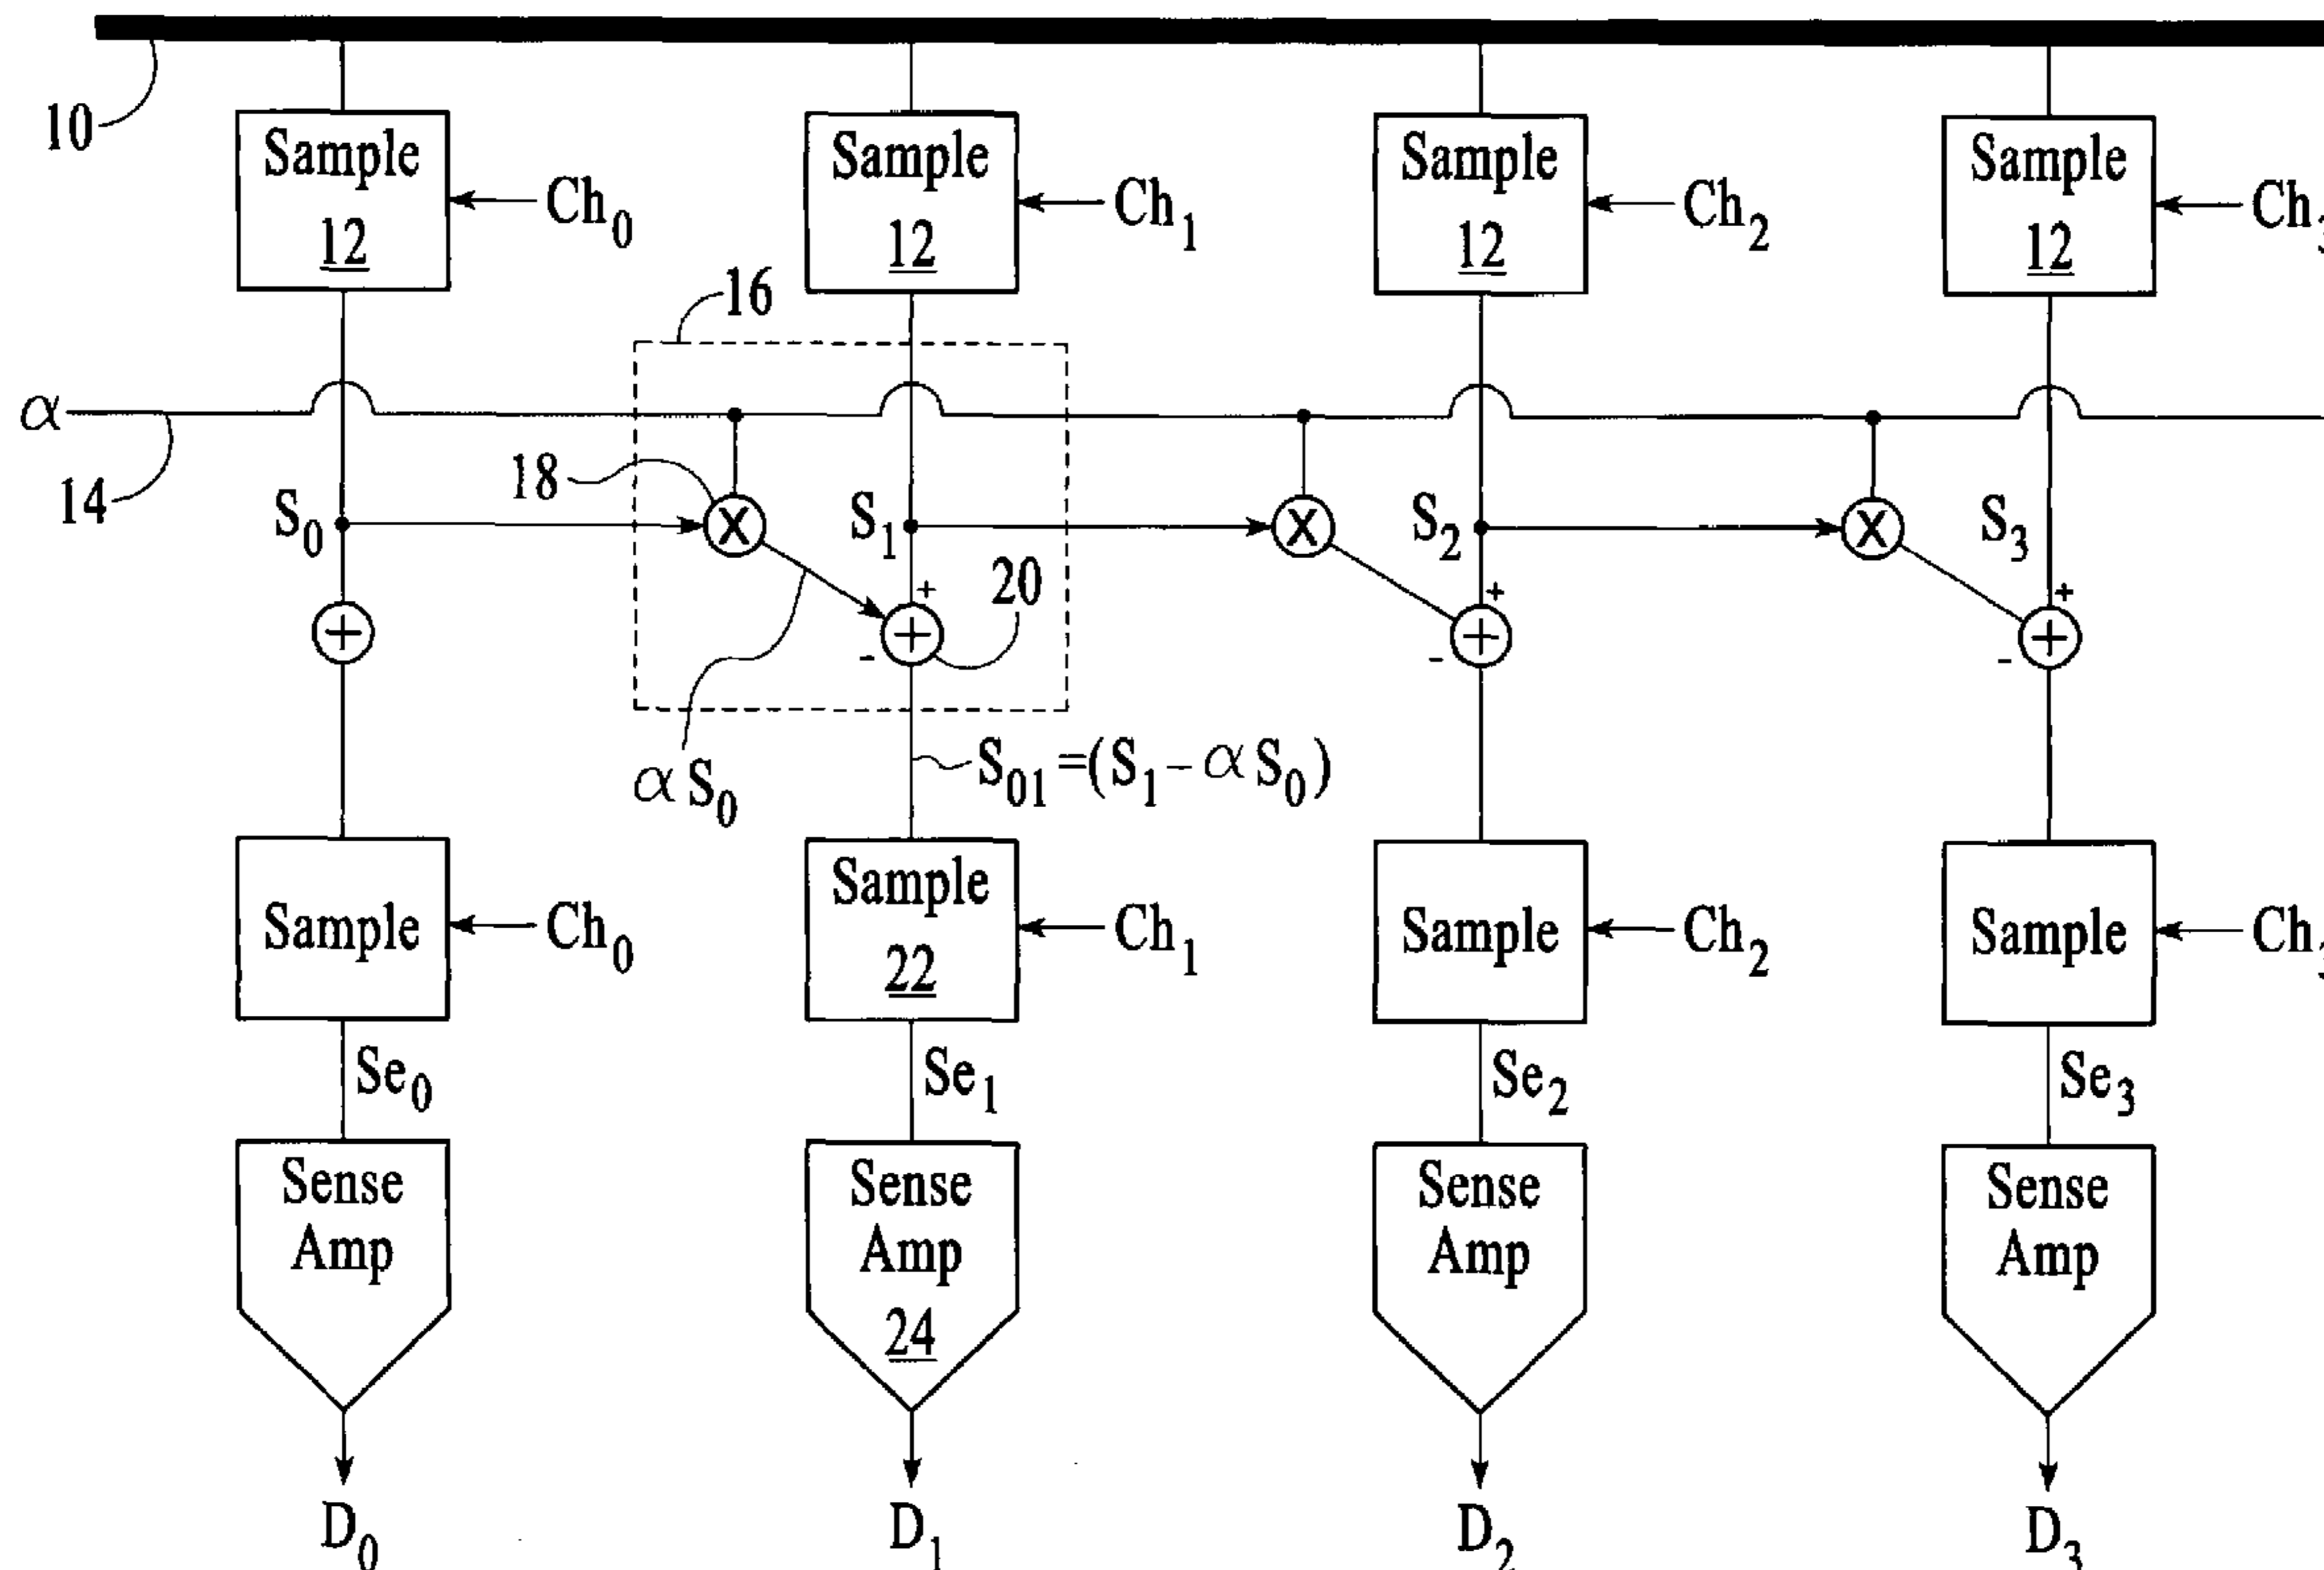 10
Sample
12
Ch0
Sample
12
Ch1
Sample
12
Ch2
Sample
12
Ch3
16
α
14
18
S0
X
S1
X
S2
X
S3
+
+
+
20
+
+
+
+
-
-
-
αS0
S01=(S1-αS0)
Sample
Ch0
Sample
22
Ch1
Sample
Ch2
Sample
Ch3
Se0
Se1
Se2
Se3
Sense
Amp
Sense
Amp
24
Sense
Amp
Sense
Amp
D0
D1
D2
D3